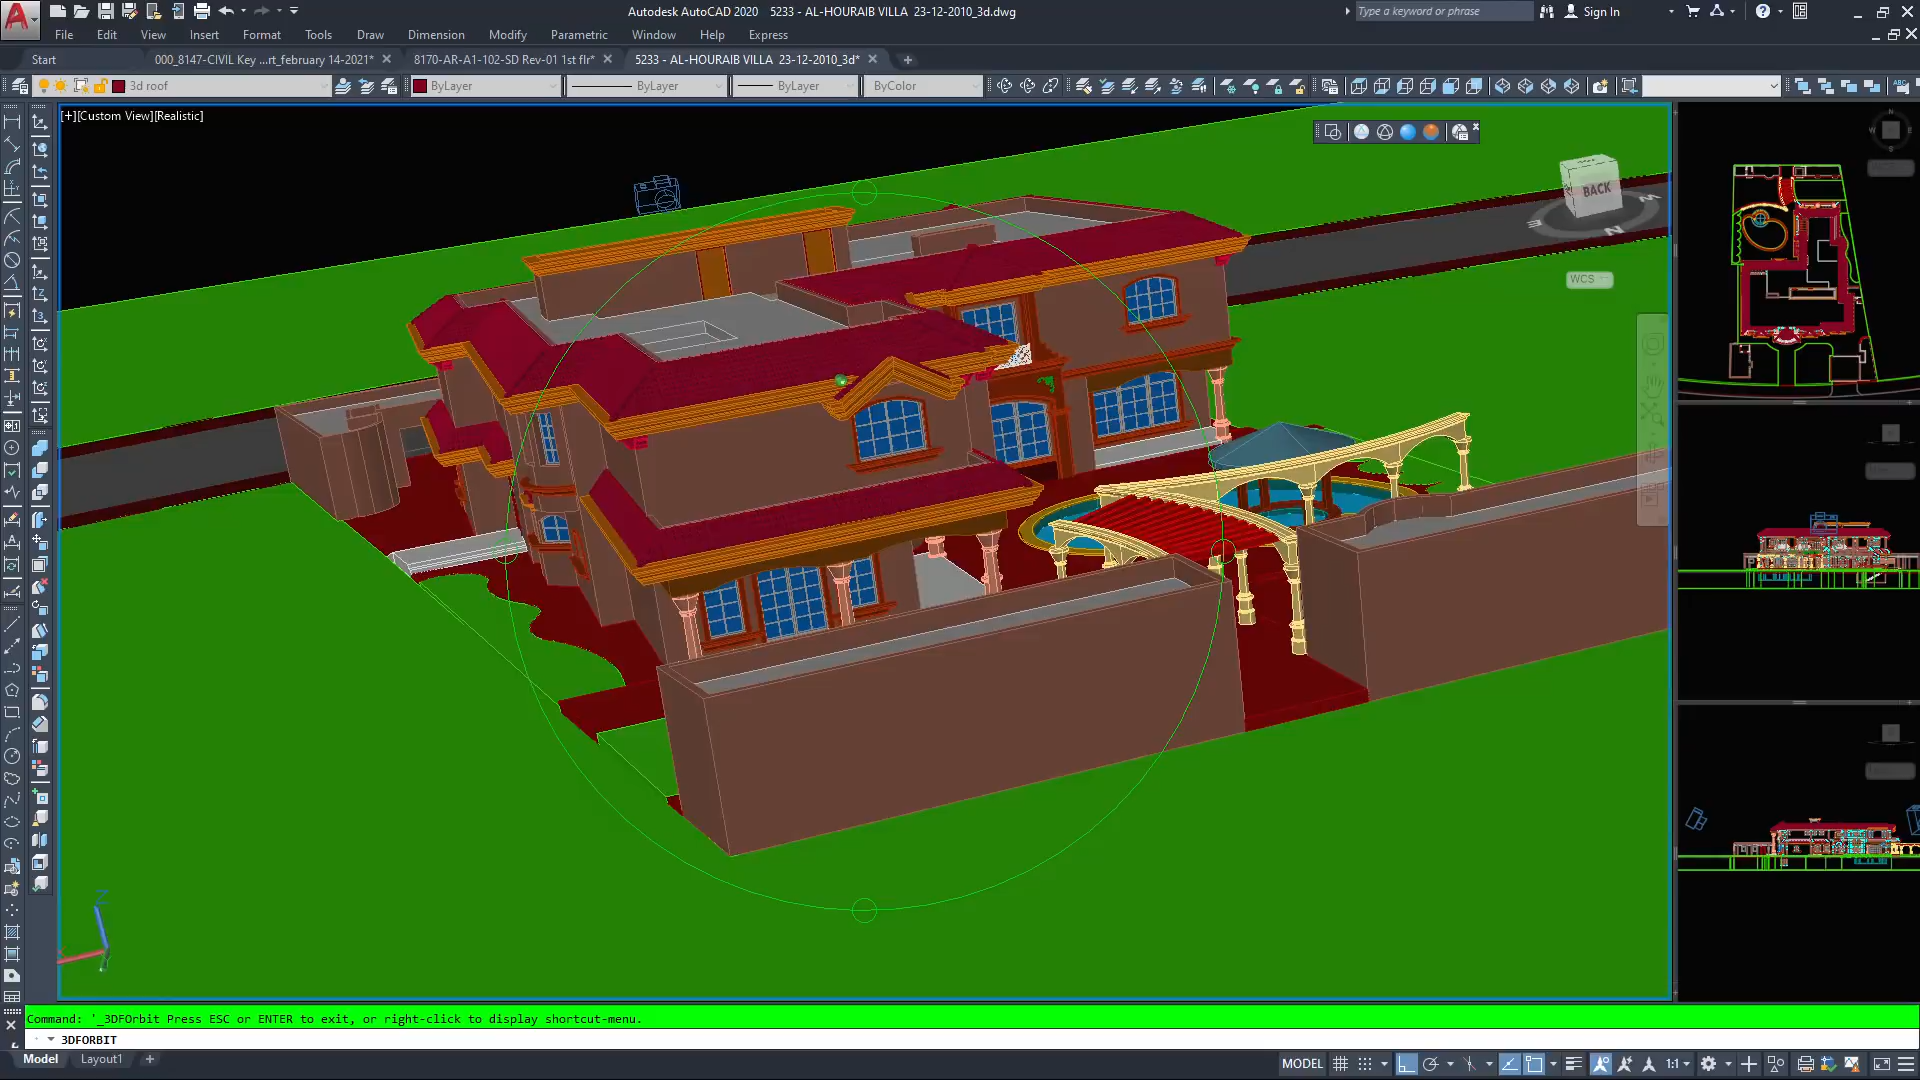 Autodesk AutoCAD 2020 5233 - AL-HOURAIB VILLA 23-12-2010_3d.dwg
Type a keyword or phrase
Sign In
File Edit View Insert Format Tools Draw Dimension Modify Parametric Window Help Express
Start
000_8147-CIVIL Key ...rt_february 14-2021*
8170-AR-A1-102-SD Rev-01 1st flr*
5233 - AL-HOURAIB VILLA 23-12-2010_3d*
3d roof
ByLayer
ByLayer
ByLayer
ByColor
ABC
[+][Custom View][Realistic]
BACK
E
N
WCS
Z
Command: '_3DFOrbit Press ESC or ENTER to exit, or right-click to display shortcut-menu.
3DFORBIT
Model Layout1
MODEL
1:1